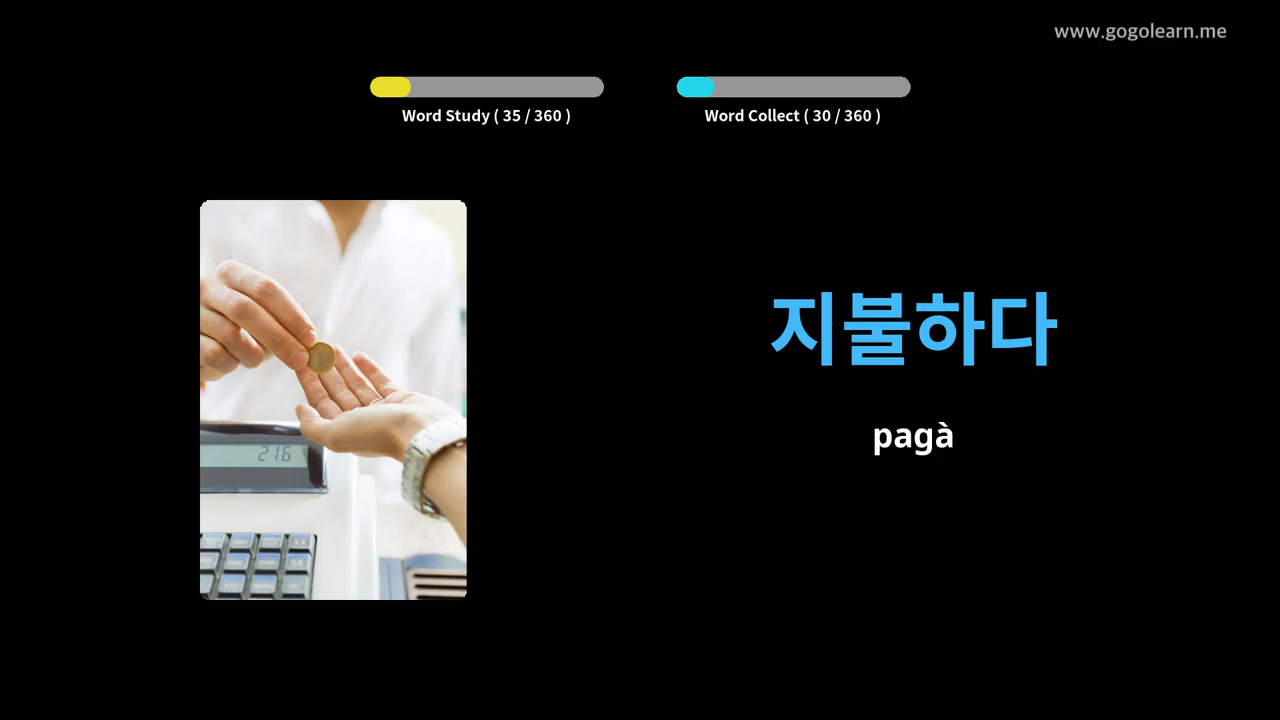 www.gogolearn.me
Word Study ( 35 / 360 )
Word Collect ( 30 / 360 )
지불하다
pagà
216